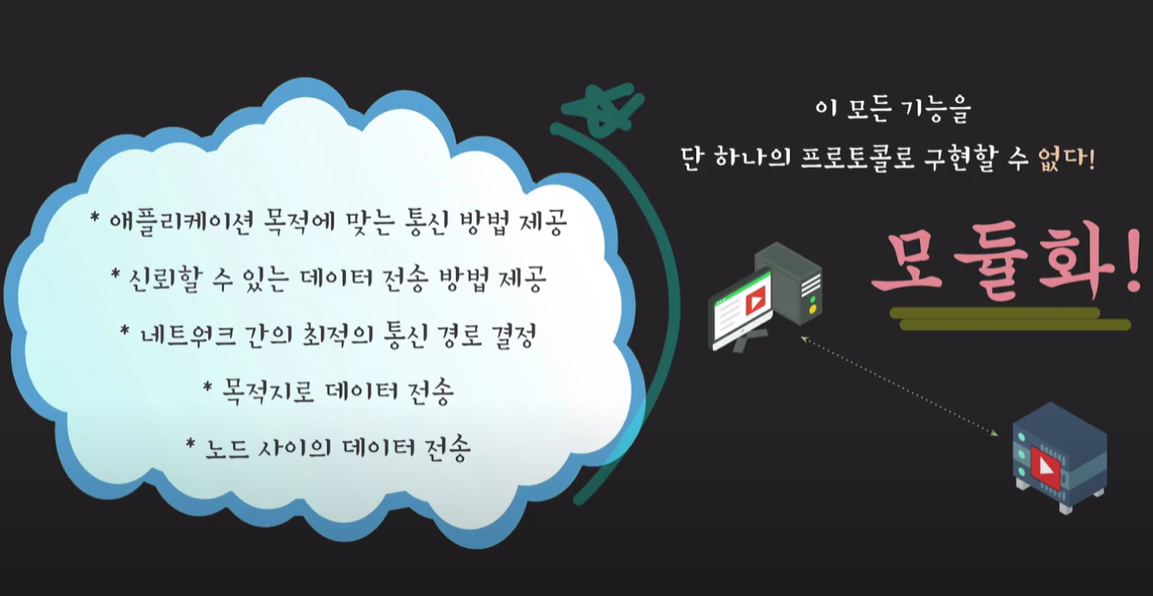 * 애플리케이션 목적에 맞는 통신 방법 제공
* 신뢰할 수 있는 데이터 전송 방법 제공
* 네트워크 간의 최적의 통신 경로 결정
* 목적지로 데이터 전송
* 노드 사이의 데이터 전송
이 모든 기능을
단 하나의 프로토콜로 구현할 수 없다!
모듈화!